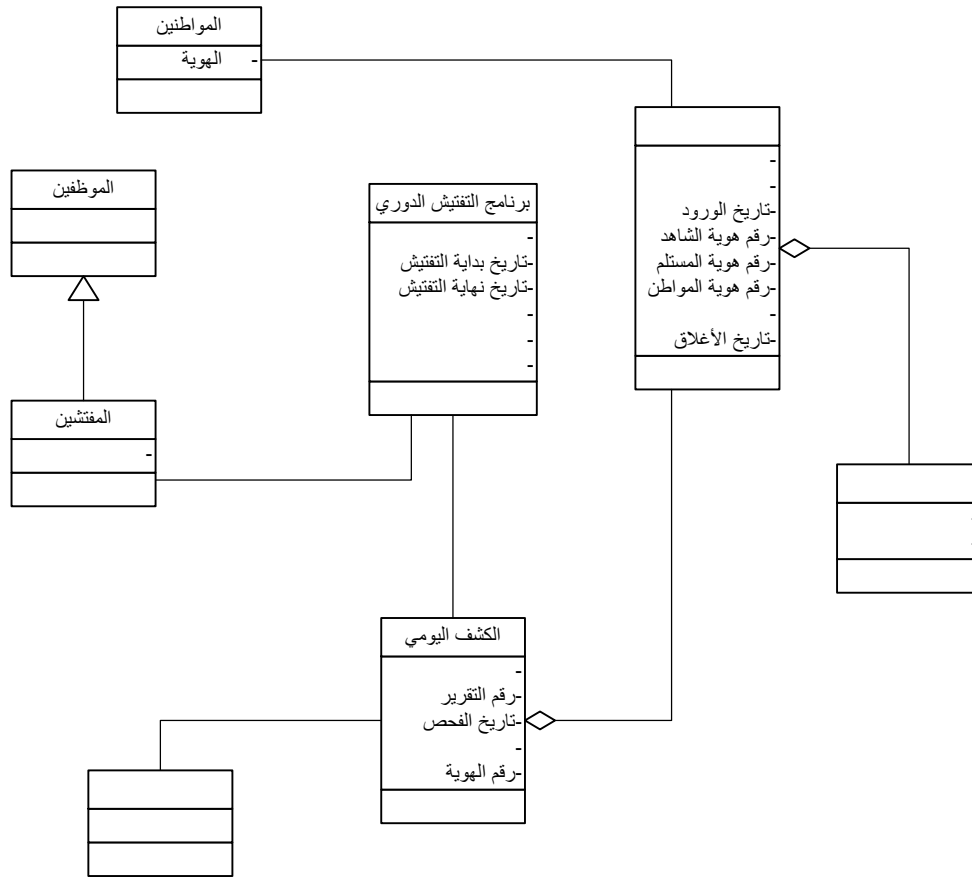 المواطنين
- الهوية
-
-
-تاريخ الورود
-رقم هوية الشاهد
-رقم هوية المستلم
-رقم هوية المواطن
-
-تاريخ الأغلاق
الموظفين
برنامج التفتيش الدوري
-
-تاريخ بداية التفتيش
-تاريخ نهاية التفتيش
-
-
-
المفتشين
-
الكشف اليومي
-
-رقم التقرير
-تاريخ الفحص
-
-رقم الهوية